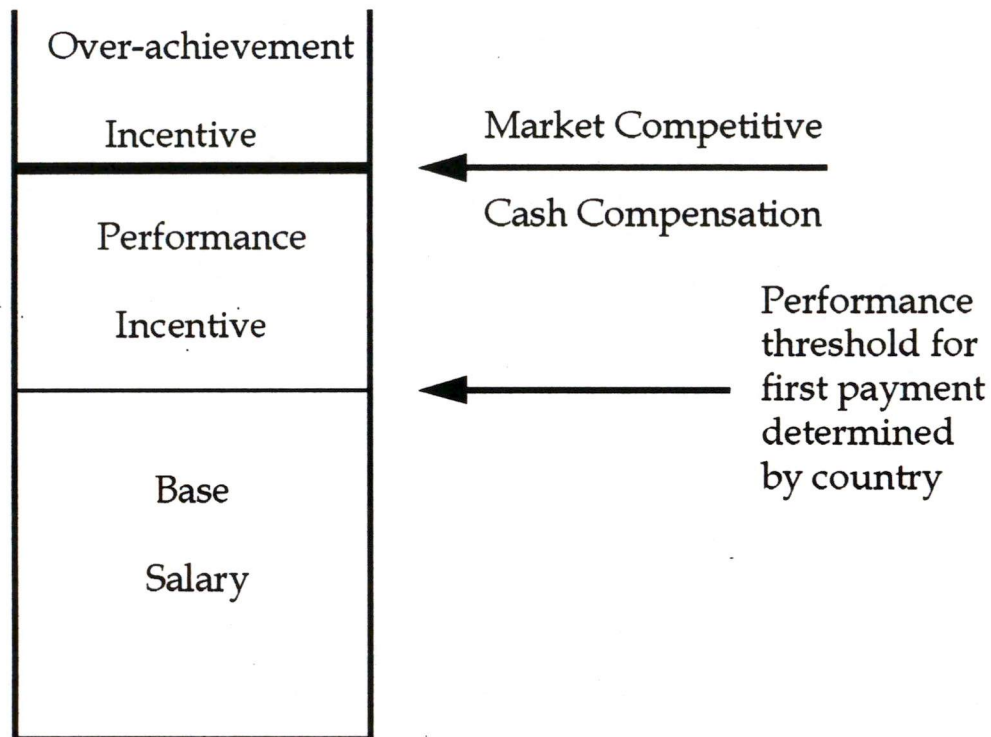 Over-achievement
Incentive
Market Competitive
Cash Compensation
Performance
Incentive
Performance
threshold for
first payment
determined
by country
Base
Salary